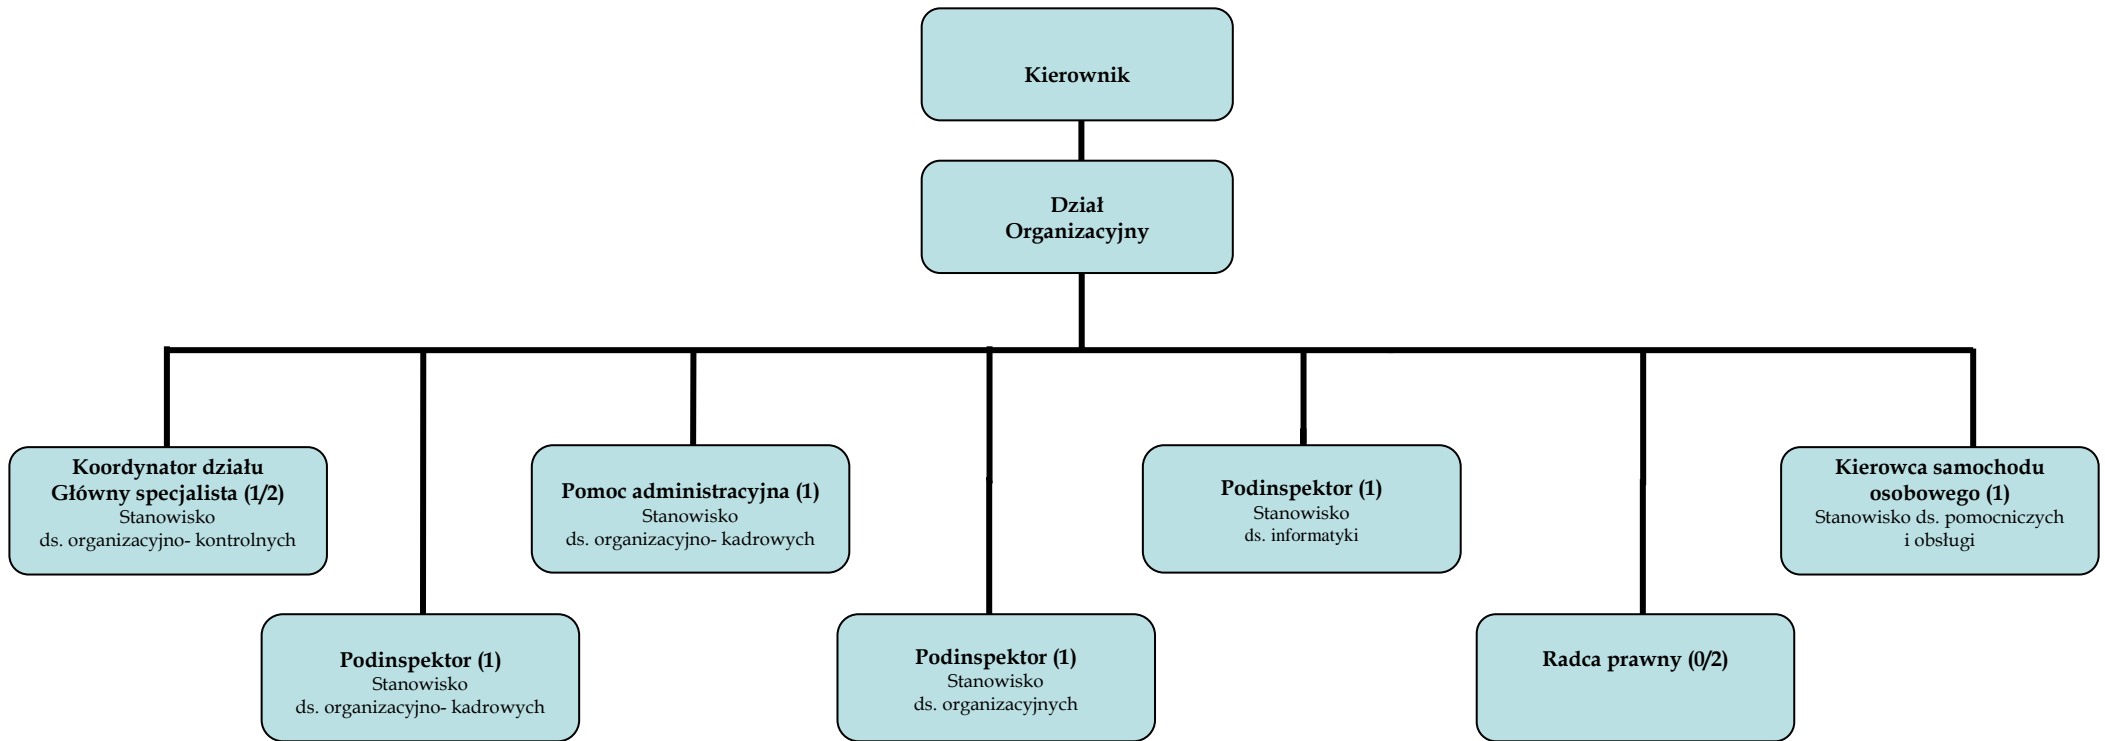 Kierownik
Dział
Organizacyjny
Koordynator działu
Główny specjalista (1/2)
Stanowisko
ds. organizacyjno- kontrolnych
Podinspektor (1)
Stanowisko
ds. organizacyjno- kadrowych
Pomoc administracyjna (1)
Stanowisko
ds. organizacyjno- kadrowych
Podinspektor (1)
Stanowisko
ds. organizacyjnych
Podinspektor (1)
Stanowisko
ds. informatyki
Radca prawny (0/2)
Kierowca samochodu
osobowego (1)
Stanowisko ds. pomocniczych
i obsługi